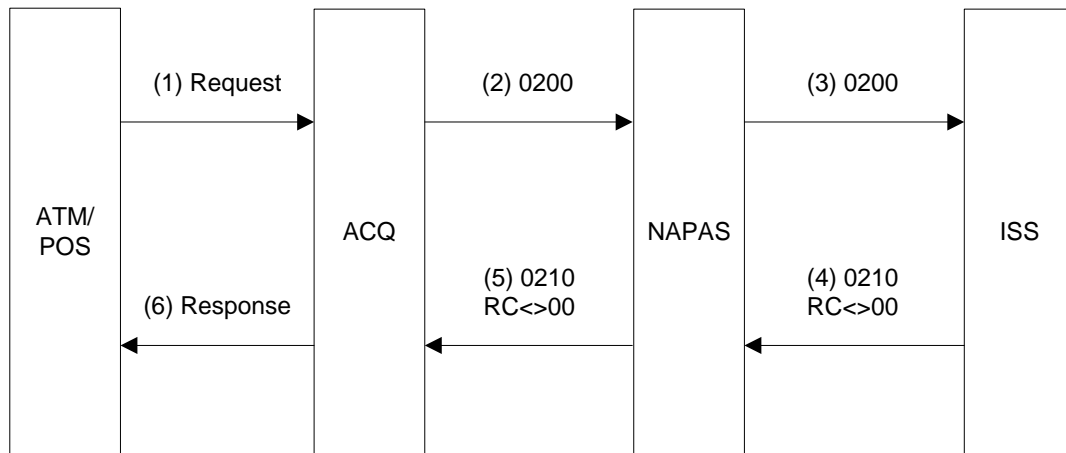 (1) Request
(2) 0200
(3) 0200
ATM/
POS
ACQ
NAPAS
ISS
(6) Response
(5) 0210
RC<>00
(4) 0210
RC<>00